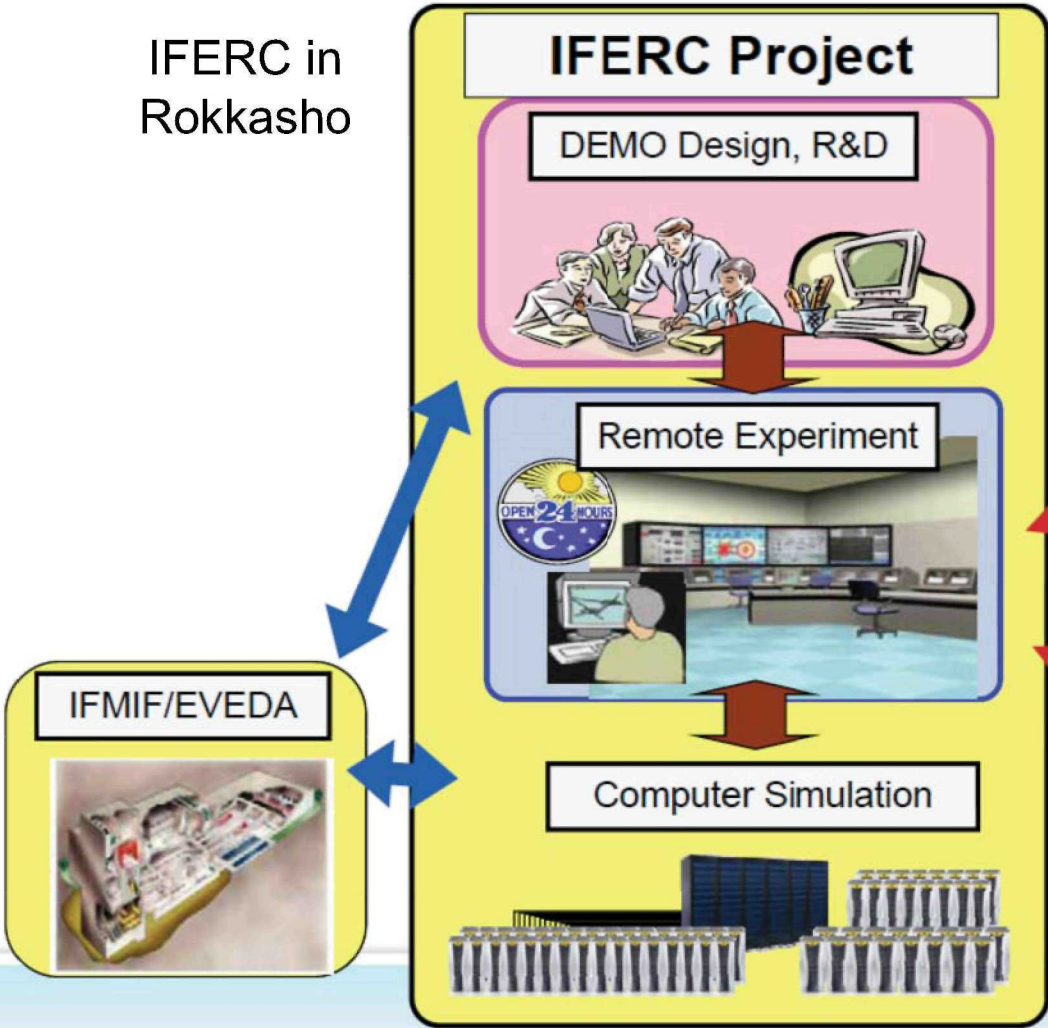 IFERC in
Rokkasho
IFERC Project
DEMO Design, R&D
Remote Experiment
OPEN 24 HOURS
IFMIF/EVEDA
Computer Simulation